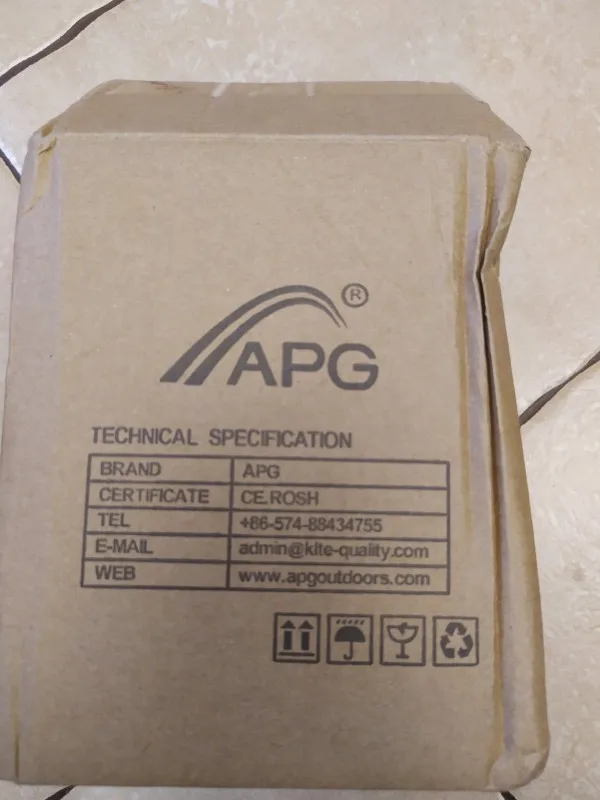 ®
APG
TECHNICAL SPECIFICATION
BRAND APG
CERTIFICATE CE.ROSH
TEL +86-574-88434755
E-MAIL admin@klte-quality.com
WEB www.apgoutdoors.com